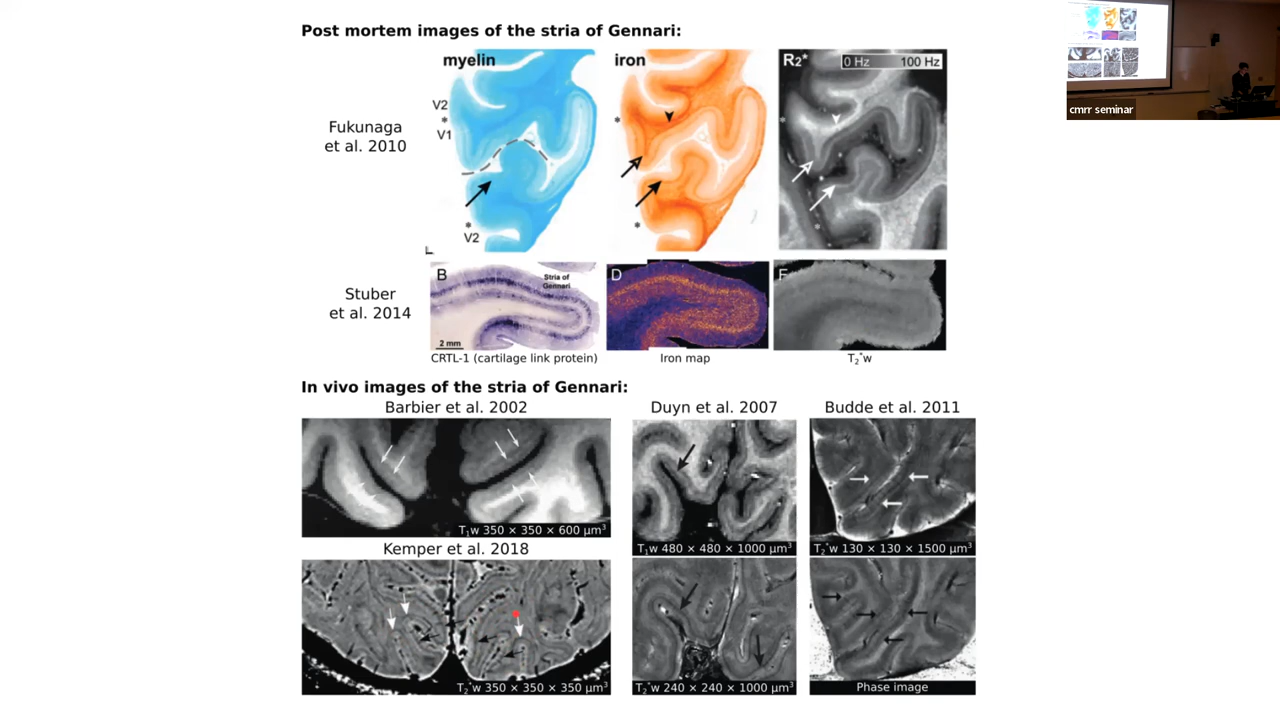 Post mortem images of the stria of Gennari:
myelin
iron
R2*
0 Hz 100 Hz
V2
*
V1
Fukunaga
et al. 2010
*
V2
*
*
*
*
*
B
Stria of
Gennari
D
Stuber
et al. 2014
2 mm
CRTL-1 (cartilage link protein)
Iron map
T2*w
In vivo images of the stria of Gennari:
Barbier et al. 2002
Duyn et al. 2007
Budde et al. 2011
T1w 350 × 350 × 600 μm³
T1w 480 × 480 × 1000 μm³
T2*w 130 × 130 × 1500 μm³
Kemper et al. 2018
T2*w 350 × 350 × 350 μm³
T2*w 240 × 240 × 1000 μm³
Phase image
cmrr seminar